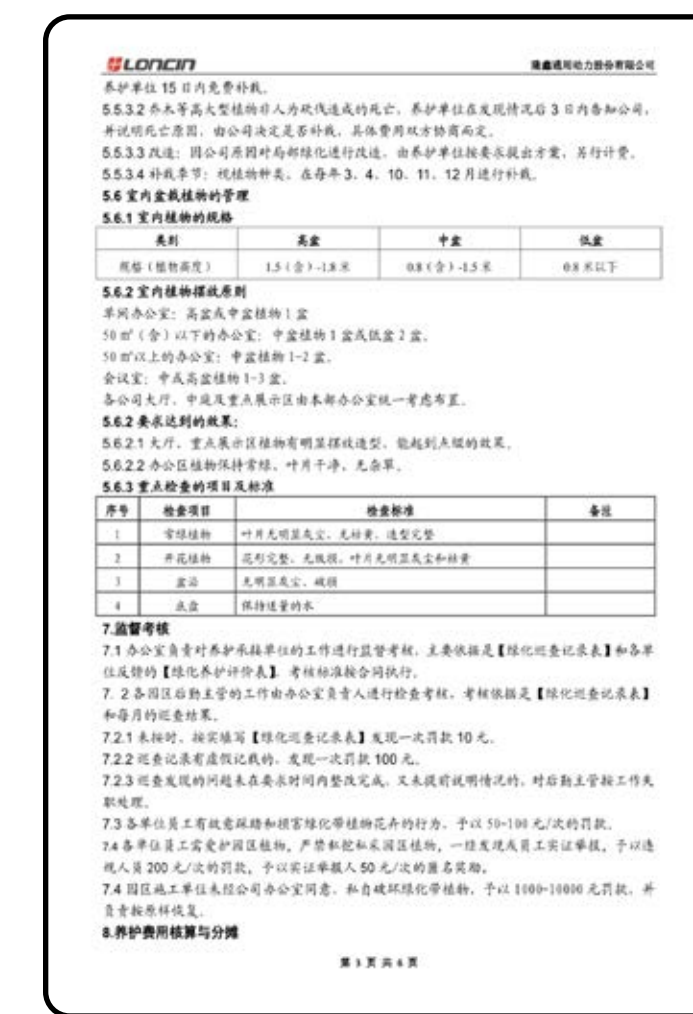 LONCIN 隆鑫通用动力股份有限公司
养护单位 15 日内免费补栽。
5.5.3.2 乔木等高大型植物非人为砍伐造成的死亡，养护单位在发现情况后 3 日内告知公司，
并说明死亡原因，由公司决定是否补栽，具体费用双方协商而定。
5.5.3.3 改造：因公司原因对局部绿化进行改造，由养护单位按要求提出方案，另行计费。
5.5.3.4 补栽季节：视植物种类，在每年 3、4、10、11、12 月进行补栽。
5.6 室内盆栽植物的管理
5.6.1 室内植物的规格
类别 高盆 中盆 低盆
规格（植物高度） 1.5（含）-1.8 米 0.8（含）-1.5 米 0.8 米以下
5.6.2 室内植物摆放原则
单间办公室：高盆或中盆植物 1 盆
50 ㎡（含）以下的办公室：中盆植物 1 盆或低盆 2 盆。
50 ㎡以上的办公室：中盆植物 1-2 盆。
会议室：中或高盆植物 1-3 盆。
各公司大厅、中庭及重点展示区由本部办公室统一考虑布置。
5.6.2 要求达到的效果：
5.6.2.1 大厅、重点展示区植物有明显摆放造型，能起到点缀的效果。
5.6.2.2 办公区植物保持常绿，叶片干净，无杂草。
5.6.3 重点检查的项目及标准
序号 检查项目 检查标准 备注
1 常绿植物 叶片无明显灰尘、无枯黄，造型完整
2 开花植物 花形完整、无残损，叶片无明显灰尘和枯黄
3 盆沿 无明显灰尘、破损
4 底盘 保持适量的水
7.监督考核
7.1 办公室负责对养护承接单位的工作进行监督考核，主要依据是【绿化巡查记录表】和各单
位反馈的【绿化养护评价表】，考核标准按合同执行。
7. 2 各园区后勤主管的工作由办公室负责人进行检查考核，考核依据是【绿化巡查记录表】
和每月的巡查结果。
7.2.1 未按时、按实填写【绿化巡查记录表】发现一次罚款 10 元。
7.2.2 巡查记录有虚假记载的，发现一次罚款 100 元。
7.2.3 巡查发现的问题未在要求时间内整改完成，又未提前说明情况的，对后勤主管按工作失
职处理。
7.3 各单位员工有故意踩踏和损害绿化带植物花卉的行为，予以 50-100 元/次的罚款。
7.4 各单位员工需爱护园区植物，严禁私挖私采园区植物，一经发现或员工实证举报，予以违
规人员 200 元/次的罚款，予以实证举报人 50 元/次的匿名奖励。
7.4 园区施工单位未经公司办公室同意，私自破坏绿化带植物，予以 1000-10000 元罚款，并
负责按原样恢复。
8.养护费用核算与分摊
第 3 页 共 6 页